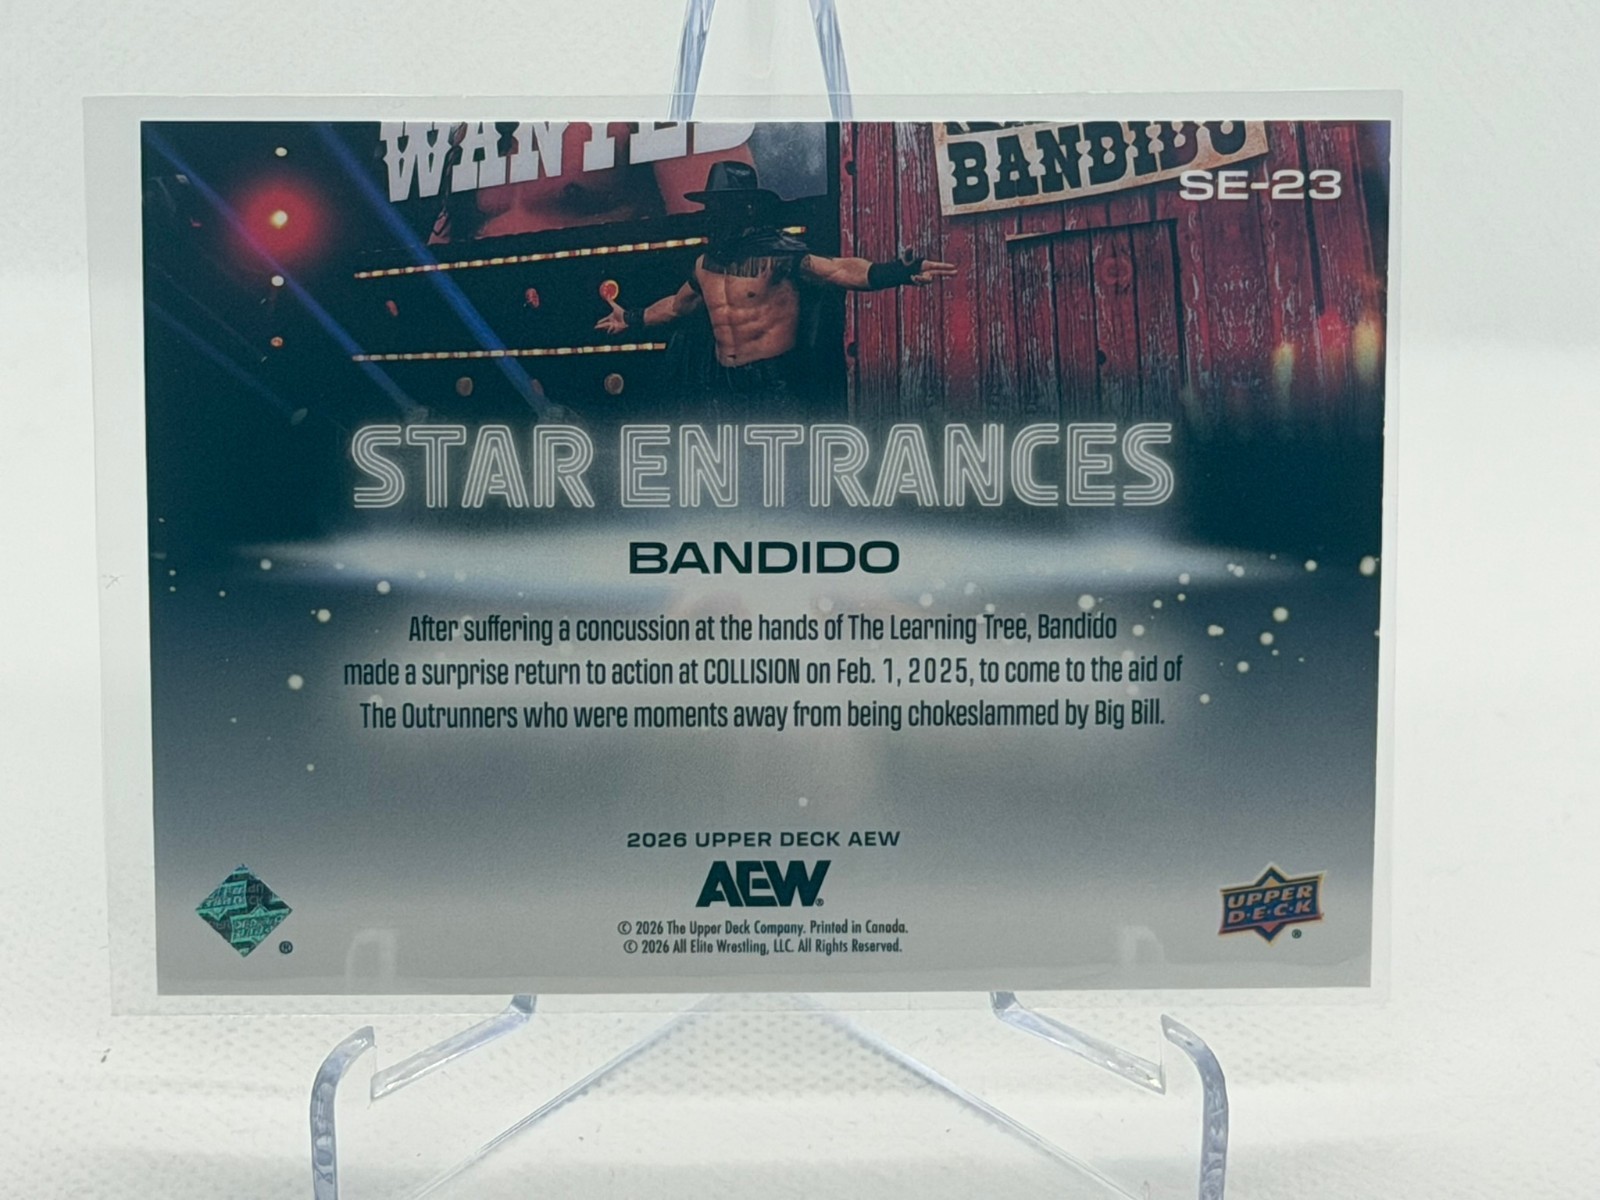 WANTED
BANDIDO
SE-23
STAR ENTRANCES
BANDIDO
After suffering a concussion at the hands of The Learning Tree, Bandido
made a surprise return to action at COLLISION on Feb. 1, 2025, to come to the aid of
The Outrunners who were moments away from being chokeslammed by Big Bill.
2026 UPPER DECK AEW
AEW®
© 2026 The Upper Deck Company. Printed in Canada.
© 2026 All Elite Wrestling, LLC. All Rights Reserved.
®
UPPER
D·E·C·K
®